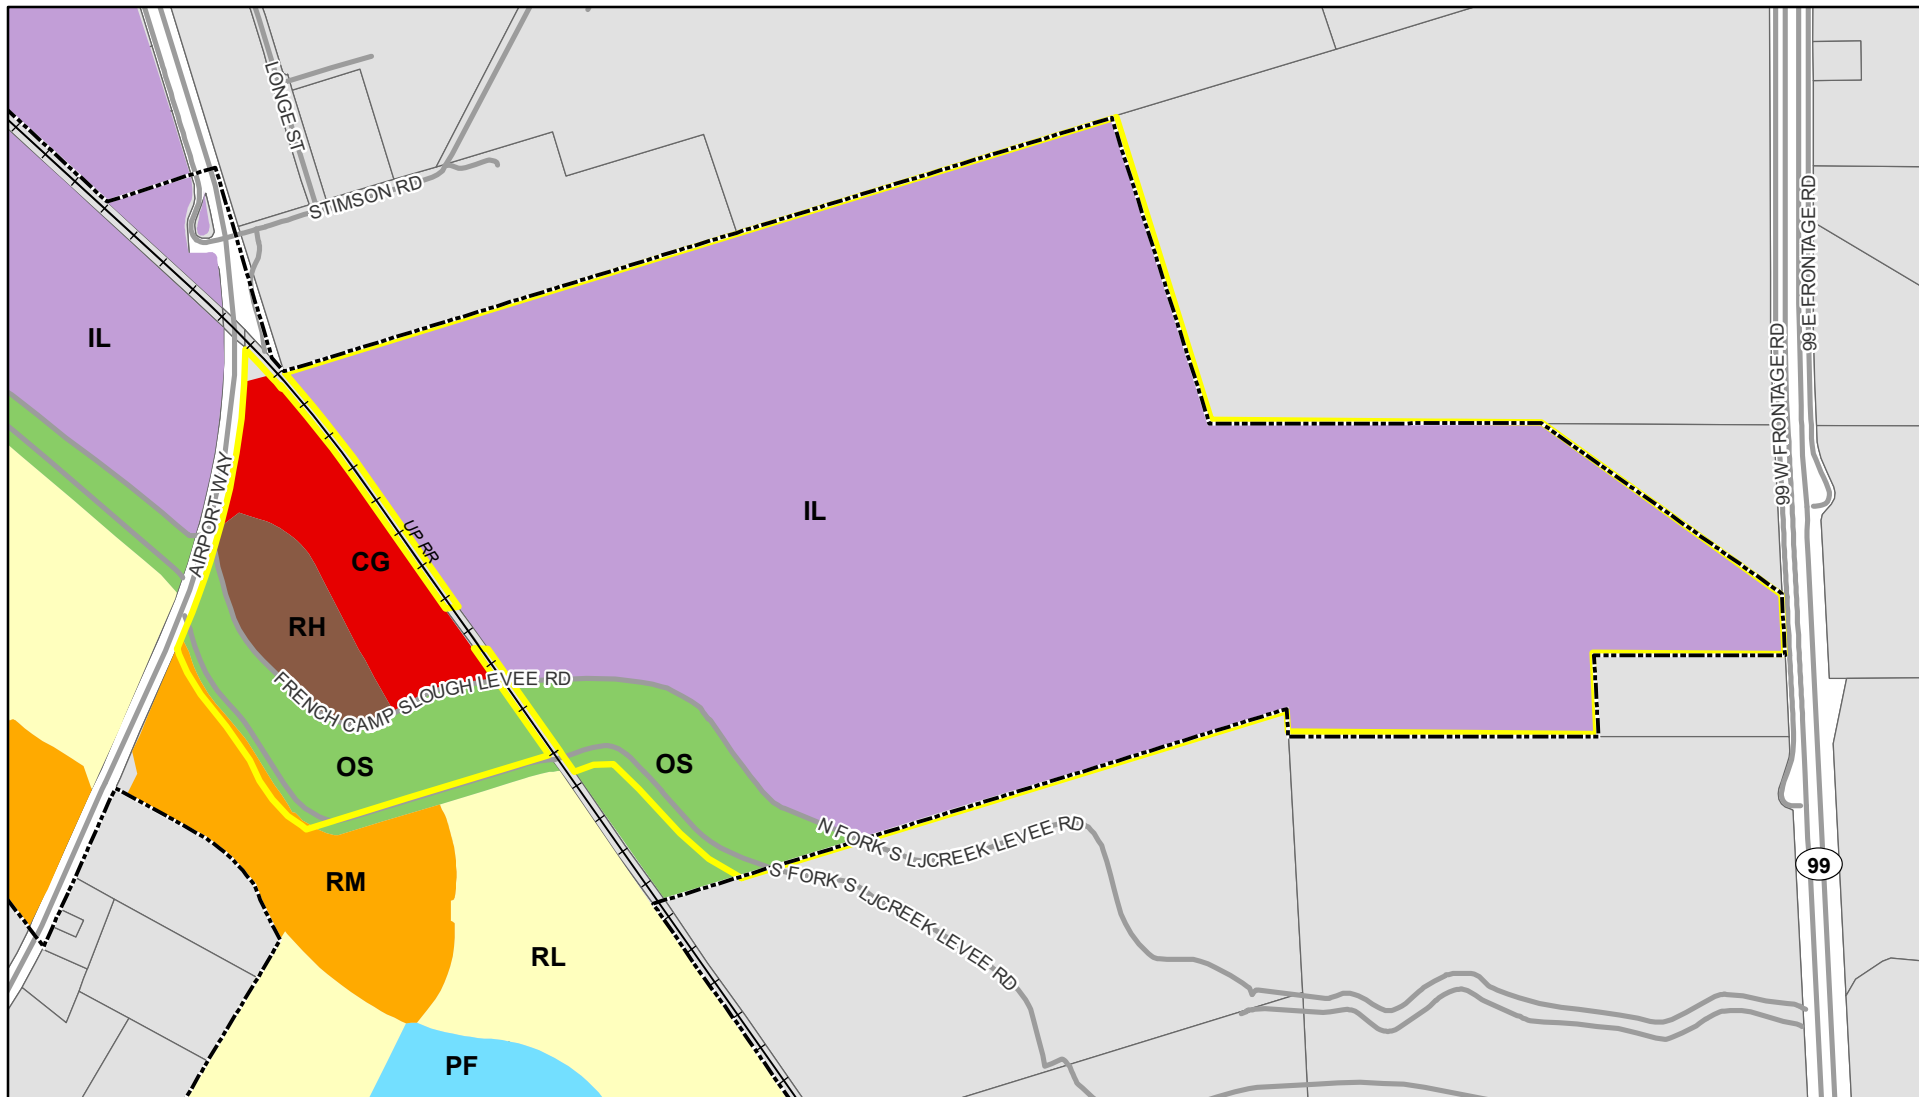 LONGE ST
STIMSON RD
99 E FRONTAGE RD
99 W FRONTAGE RD
IL
AIRPORT WAY
UP RR
IL
CG
RH
FRENCH CAMP SLOUGH LEVEE RD
OS
OS
N FORK S LJCREEK LEVEE RD
S FORK S LJCREEK LEVEE RD
99
RM
RL
PF